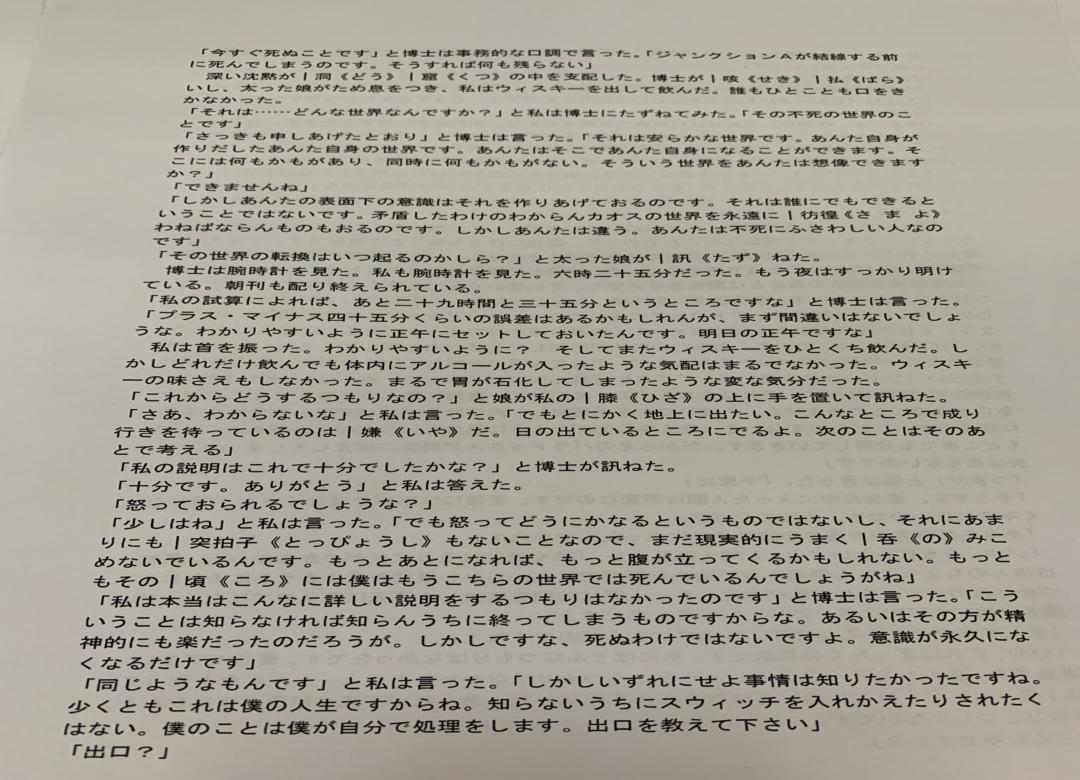 「今すぐ死ぬことです」と博士は事務的な口調で言った。「ジャンクションAが結線する前
に死んでしまうのです。そうすれば何も残らない」
深い沈黙が|洞《どう》|窟《くつ》の中を支配した。博士が|咳《せき》|払《ばら》
いし、太った娘がため息をつき、私はウィスキーを出して飲んだ。誰もひとことも口をき
かなかった。
「それは……どんな世界なんですか?」と私は博士にたずねてみた。「その不死の世界のこ
とです」
「さっきも申しあげたとおり」と博士は言った。「それは安らかな世界です。あんた自身が
作りだしたあんた自身の世界です。あんたはそこであんた自身になることができます。そ
こには何もかもがあり、同時に何もかもがない。そういう世界をあんたは想像できます
か?」
「できませんね」
「しかしあんたの表面下の意識はそれを作りあげておるのです。それは誰にでもできると
いうことではないです。矛盾したわけのわからんカオスの世界を永遠に|彷徨《さ ま よ》
わねばならんものもおるのです。しかしあんたは違う。あんたは不死にふさわしい人なの
です」
「その世界の転換はいつ起るのかしら?」と太った娘が|訊《たず》ねた。
博士は腕時計を見た。私も腕時計を見た。六時二十五分だった。もう夜はすっかり明け
ている。朝刊も配り終えられている。
「私の試算によれば、あと二十九時間と三十五分というところですな」と博士は言った。
「プラス・マイナス四十五分くらいの誤差はあるかもしれんが、まず間違いはないでしょ
うな。わかりやすいように正午にセットしておいたんです。明日の正午ですな」
私は首を振った。わかりやすいように? そしてまたウィスキーをひとくち飲んだ。し
かしどれだけ飲んでも体内にアルコールが入ったような気配はまるでなかった。ウィスキ
ーの味さえもしなかった。まるで胃が石化してしまったような変な気分だった。
「これからどうするつもりなの?」と娘が私の|膝《ひざ》の上に手を置いて訊ねた。
「さあ、わからないな」と私は言った。「でもとにかく地上に出たい。こんなところで成り
行きを待っているのは|嫌《いや》だ。日の出ているところにでるよ。次のことはそのあ
とで考える」
「私の説明はこれで十分でしたかな?」と博士が訊ねた。
「十分です。ありがとう」と私は答えた。
「怒っておられるでしょうな?」
「少しはね」と私は言った。「でも怒ってどうにかなるというものではないし、それにあま
りにも|突拍子《とっぴょうし》もないことなので、まだ現実的にうまく|呑《の》みこ
めないでいるんです。もっとあとになれば、もっと腹が立ってくるかもしれない。もっと
もその|頃《ころ》には僕はもうこちらの世界では死んでいるんでしょうがね」
「私は本当はこんなに詳しい説明をするつもりはなかったのです」と博士は言った。「こう
いうことは知らなければ知らんうちに終ってしまうものですからな。あるいはその方が精
神的にも楽だったのだろうが。しかしですな、死ぬわけではないですよ。意識が永久にな
くなるだけです」
「同じようなもんです」と私は言った。「しかしいずれにせよ事情は知りたかったですね。
少くともこれは僕の人生ですからね。知らないうちにスウィッチを入れかえたりされたく
はない。僕のことは僕が自分で処理をします。出口を教えて下さい」
「出口?」